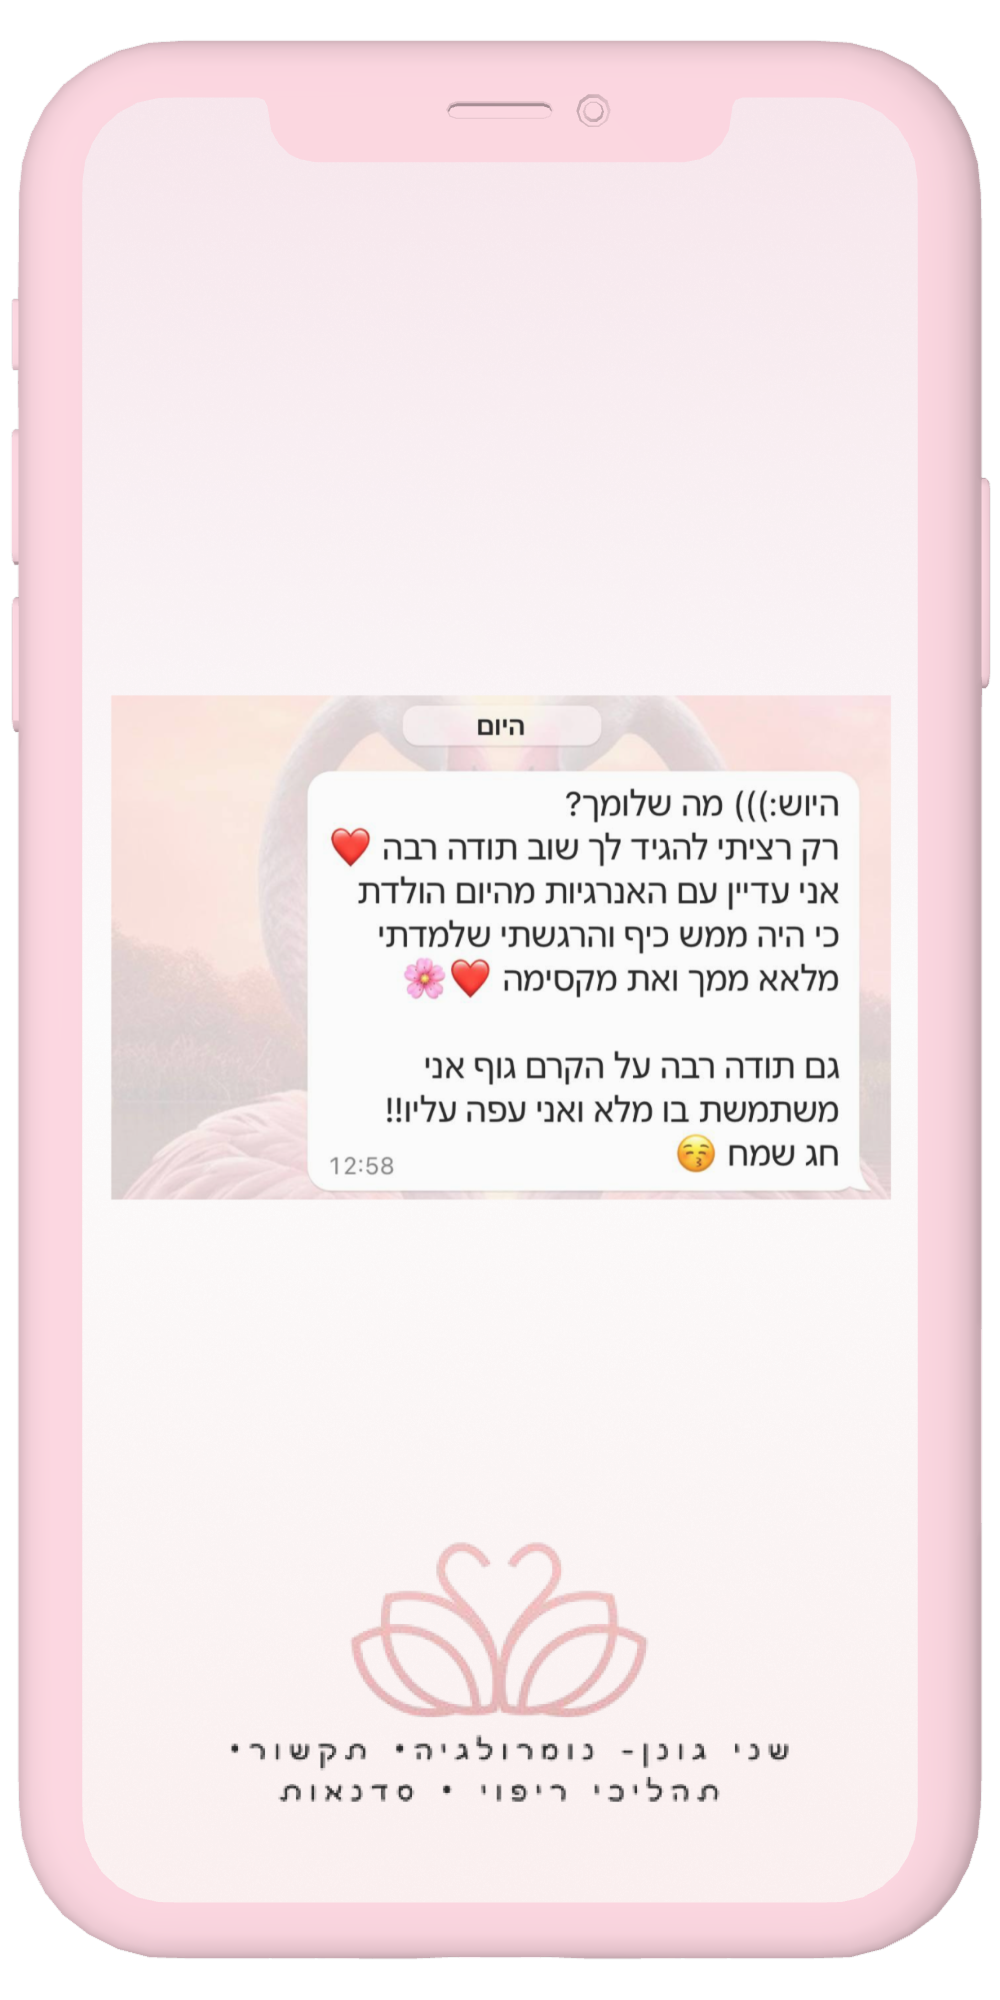 היום
היוש:))) מה שלומך?
רק רציתי להגיד לך שוב תודה רבה ❤️
אני עדיין עם האנרגיות מהיום הולדת
כי היה ממש כיף והרגשתי שלמדתי
מלאא ממך ואת מקסימה ❤️🌸
גם תודה רבה על הקרם גוף אני
משתמשת בו מלא ואני עפה עליו!!
חג שמח 😚
12:58
שני גונן- נומרולגיה• תקשור•
תהליכי ריפוי • סדנאות